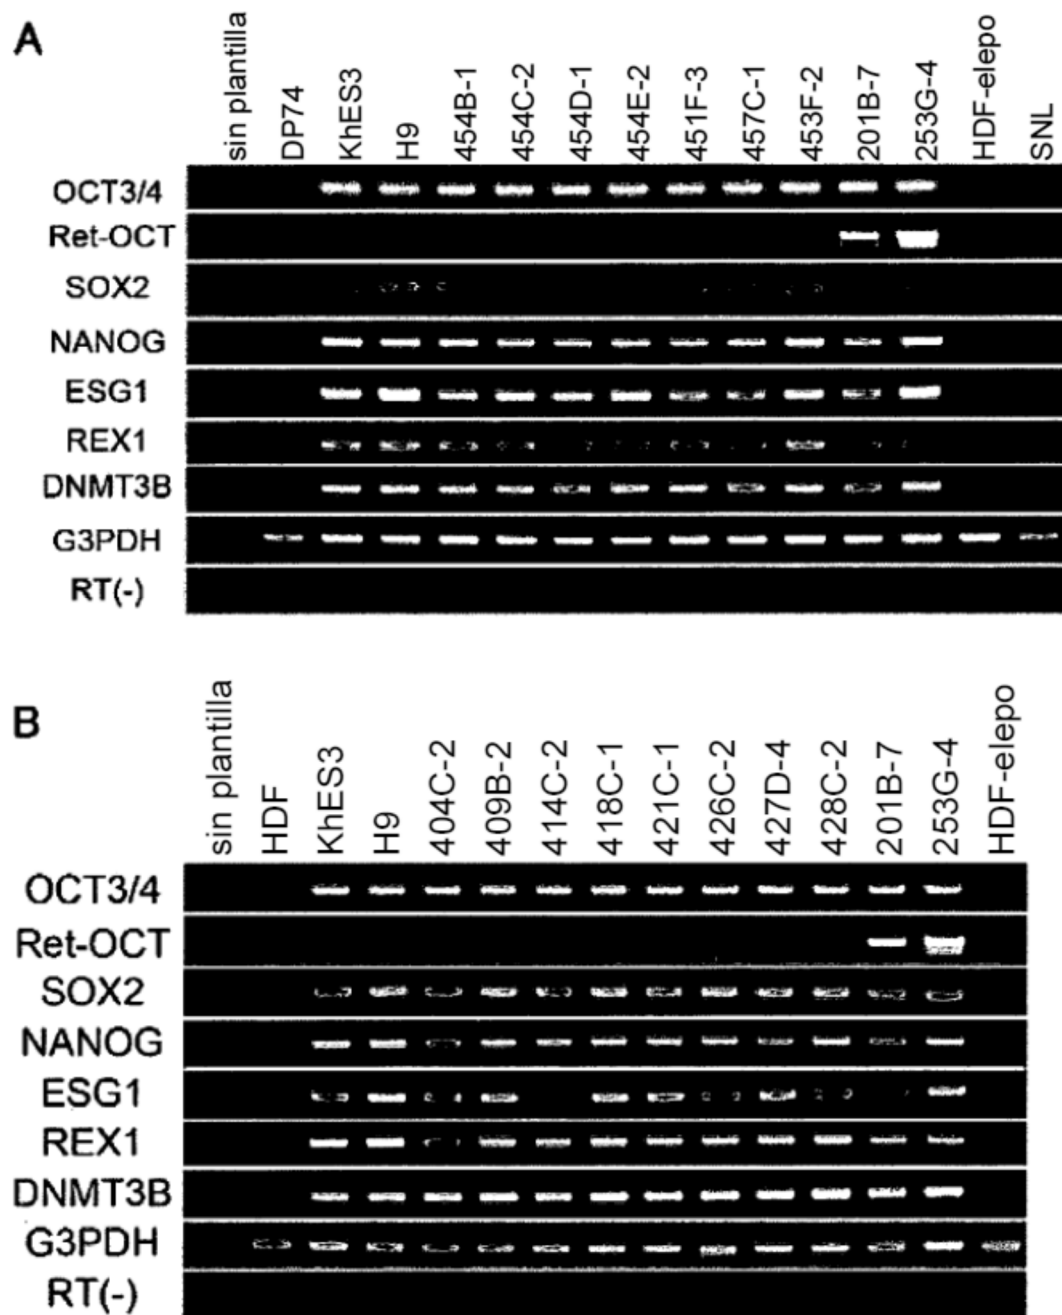 A
sin plantilla
DP74
KhES3
H9
454B-1
454C-2
454D-1
454E-2
451F-3
457C-1
453F-2
201B-7
253G-4
HDF-elepo
SNL
OCT3/4
Ret-OCT
SOX2
NANOG
ESG1
REX1
DNMT3B
G3PDH
RT(-)
B
sin plantilla
HDF
KhES3
H9
404C-2
409B-2
414C-2
418C-1
421C-1
426C-2
427D-4
428C-2
201B-7
253G-4
HDF-elepo
OCT3/4
Ret-OCT
SOX2
NANOG
ESG1
REX1
DNMT3B
G3PDH
RT(-)